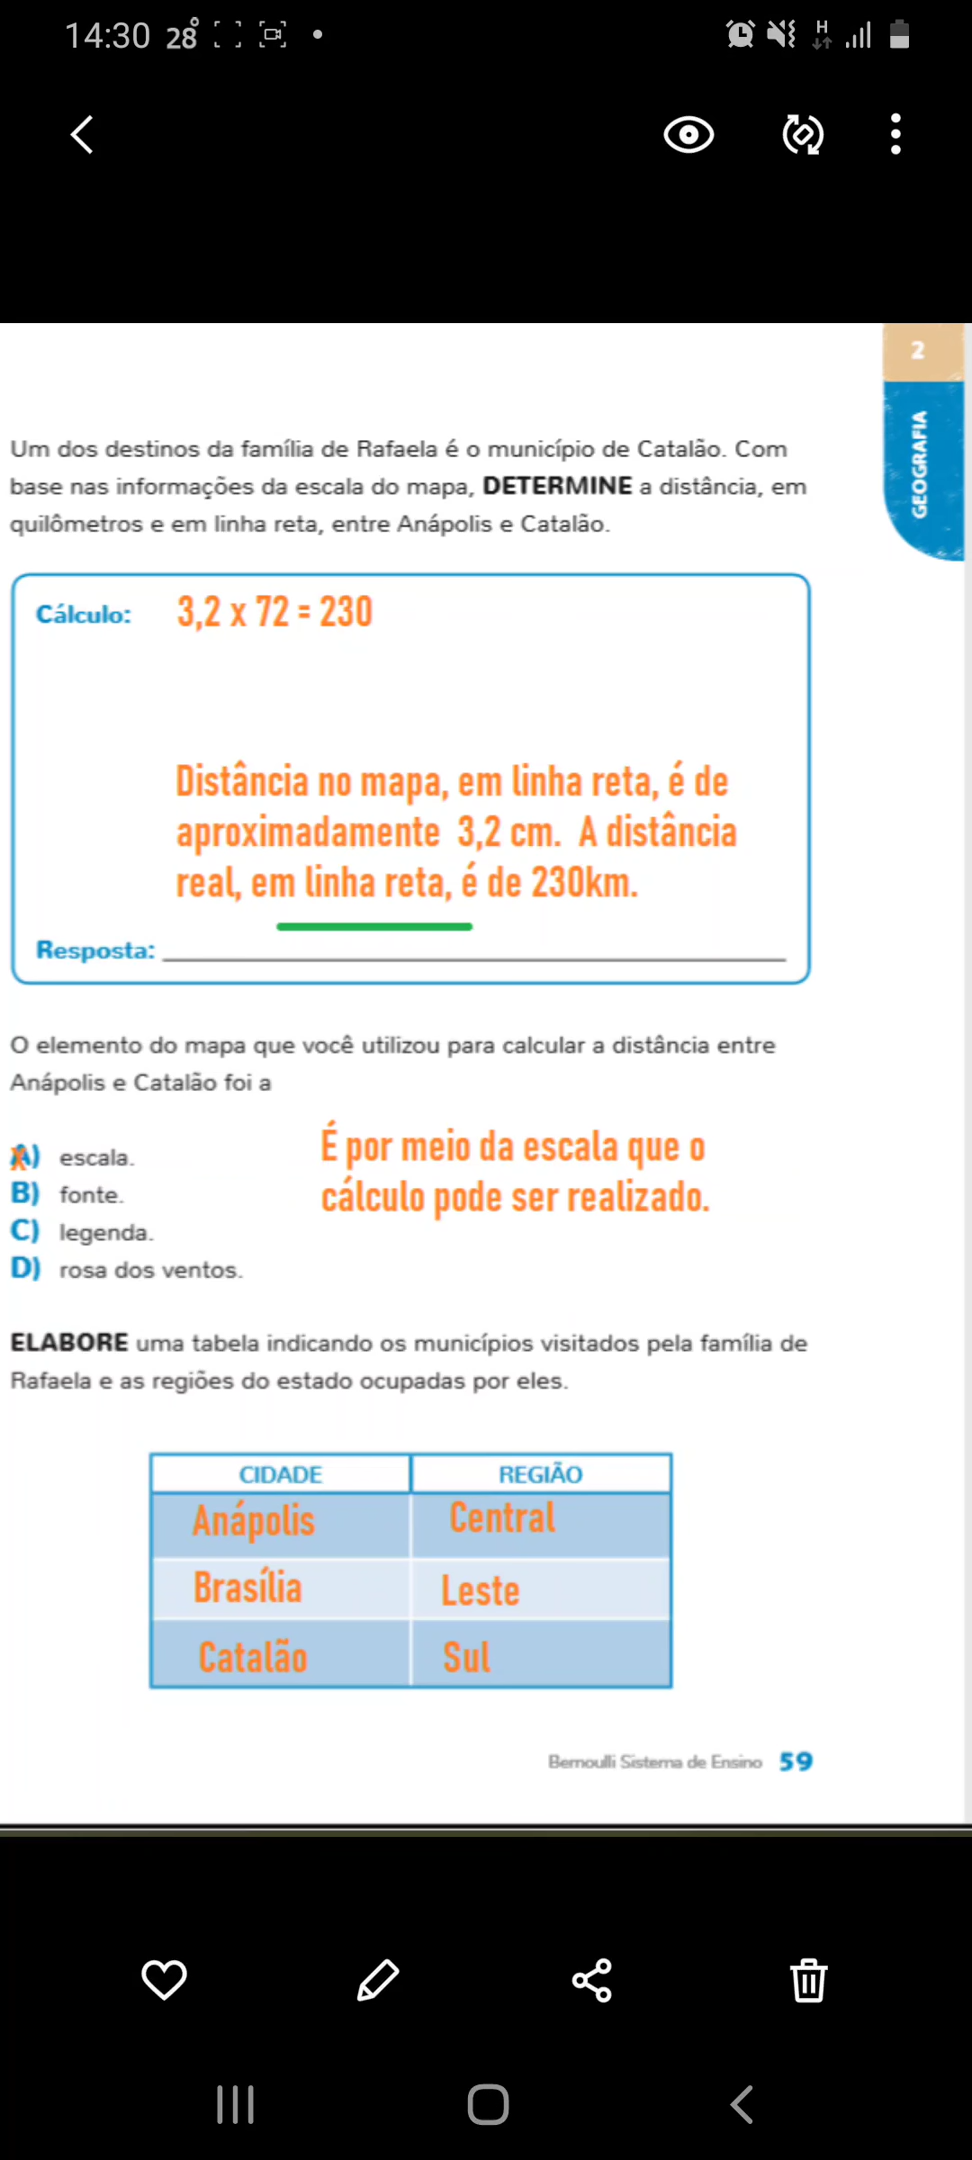 14:30 28°
H
2
GEOGRAFIA
Um dos destinos da família de Rafaela é o município de Catalão. Com
base nas informações da escala do mapa, DETERMINE a distância, em
quilômetros e em linha reta, entre Anápolis e Catalão.
Cálculo: 3,2 x 72 = 230
Distância no mapa, em linha reta, é de
aproximadamente 3,2 cm. A distância
real, em linha reta, é de 230km.
Resposta:
O elemento do mapa que você utilizou para calcular a distância entre
Anápolis e Catalão foi a
A) escala.
B) fonte.
C) legenda.
D) rosa dos ventos.
É por meio da escala que o
cálculo pode ser realizado.
ELABORE uma tabela indicando os municípios visitados pela família de
Rafaela e as regiões do estado ocupadas por eles.
CIDADE REGIÃO
Anápolis Central
Brasília Leste
Catalão Sul
Bernoulli Sistema de Ensino 59